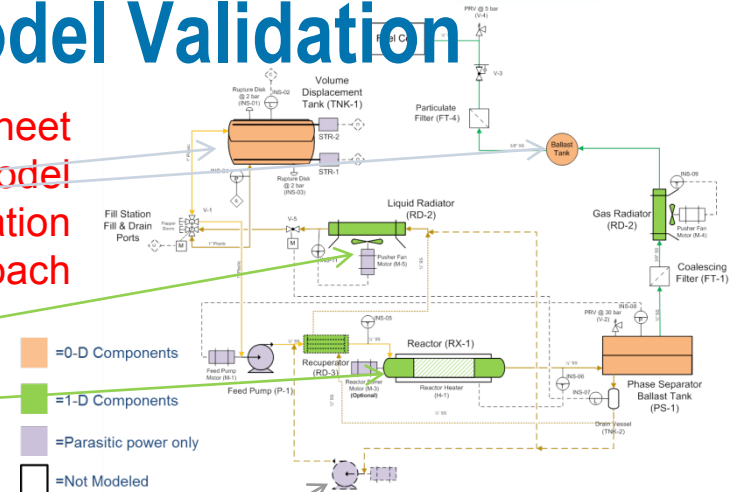 odel Validation
heet
odel
ation
oach
PRV @ 5 bar
(V-4)
V-3
Particulate
Filter (FT-4)
Ballast
Tank
Rupture Disk
@ 2 bar
(INS-01)
INS-02
Volume
Displacement
Tank (TNK-1)
STR-2
STR-1
Rupture Disk
@ 2 bar
(INS-03)
Fill Station
Fill & Drain
Ports
V-1
1" Plastic
V-5
M
Liquid Radiator
(RD-2)
Pusher Fan
Motor (M-5)
INS-09
Gas Radiator
(RD-2)
Pusher Fan
Motor (M-4)
Coalescing
Filter (FT-1)
INS-08
PRV @ 30 bar
(V-2)
INS-05
Reactor (RX-1)
Recuperator
(RD-3)
Feed Pump
Motor (M-1)
Feed Pump (P-1)
Motor (M-3)
(Optional)
Reactor Heater
(H-1)
INS-06
INS-07
Phase Separator
Ballast Tank
(PS-1)
Drain Vessel
(TNK-2)
=0-D Components
=1-D Components
=Parasitic power only
=Not Modeled